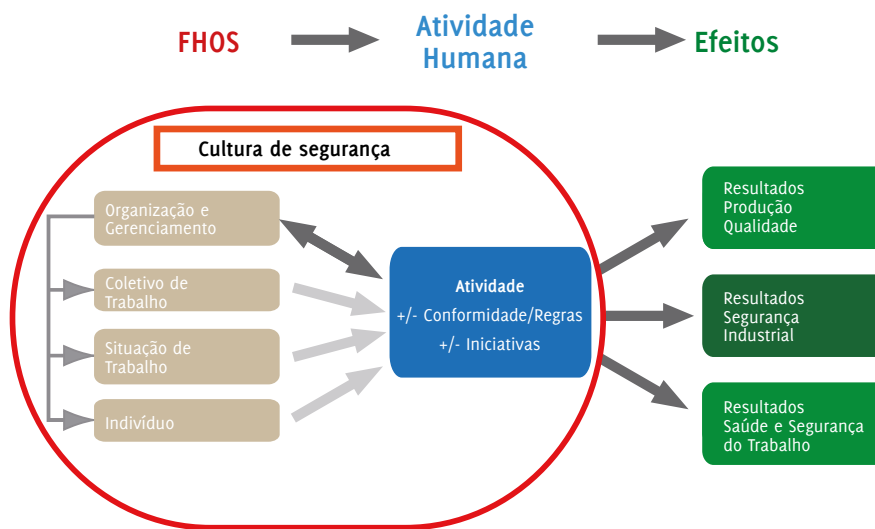 FHOS
Atividade
Humana
Efeitos
Cultura de segurança
Organização e
Gerenciamento
Coletivo de
Trabalho
Situação de
Trabalho
Indivíduo
Atividade
+/- Conformidade/Regras
+/- Iniciativas
Resultados
Produção
Qualidade
Resultados
Segurança
Industrial
Resultados
Saúde e Segurança
do Trabalho